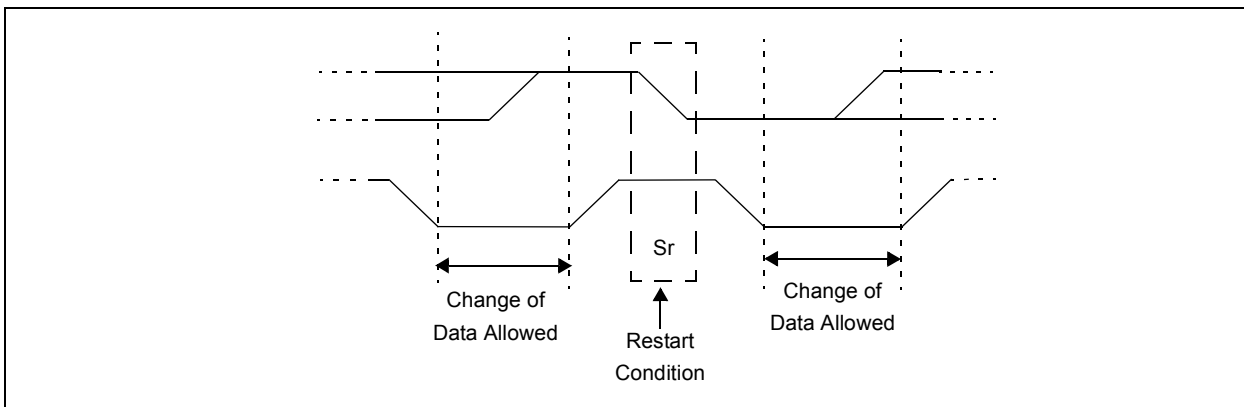 Sr
Change of
Data Allowed
Restart
Condition
Change of
Data Allowed